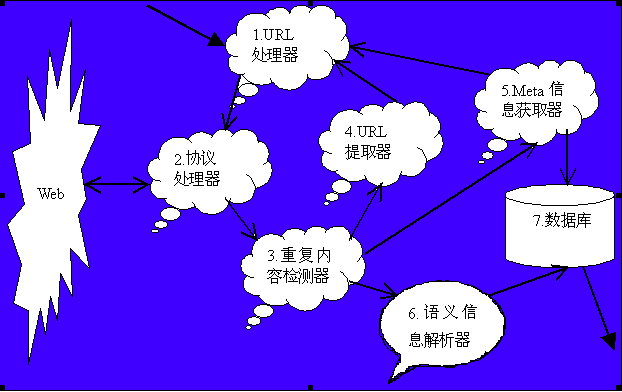 1.URL
处理器
5.Meta 信
息获取器
4.URL
提取器
2.协议
处理器
Web
7.数据库
3.重复内
容检测器
6. 语义信
息解析器